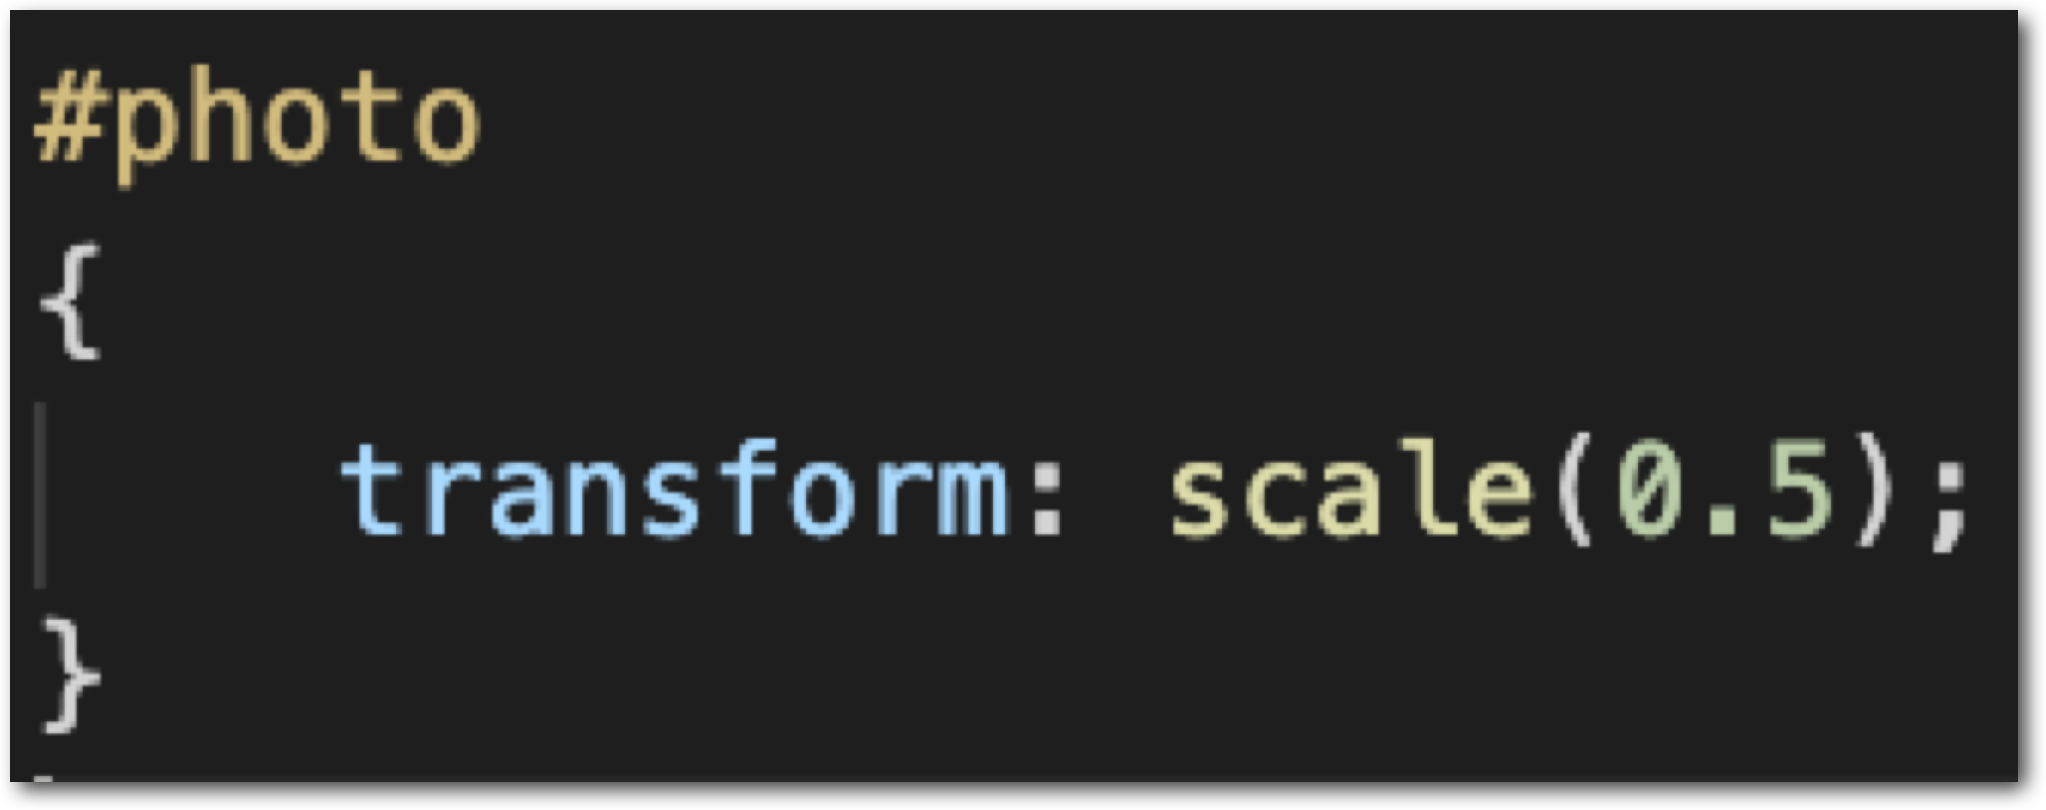 #photo
{
    transform: scale(0.5);
}